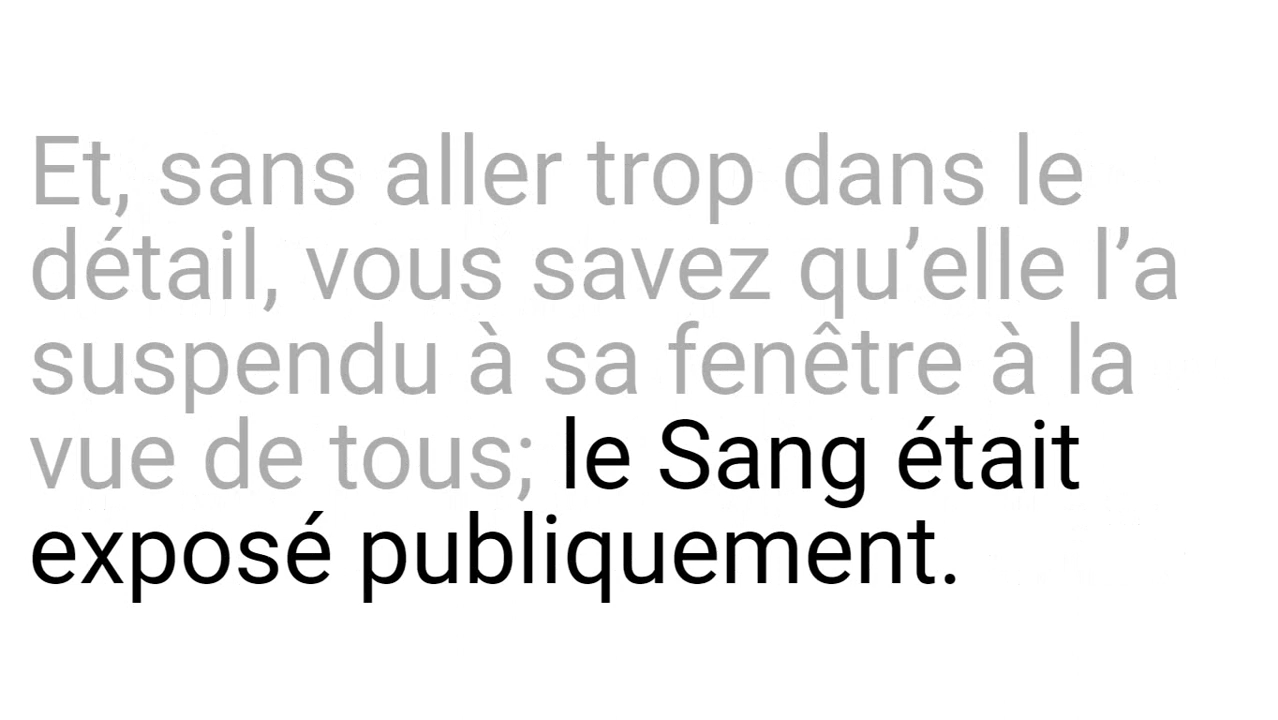 Et, sans aller trop dans le
détail, vous savez qu’elle l’a
suspendu à sa fenêtre à la
vue de tous; le Sang était
exposé publiquement.